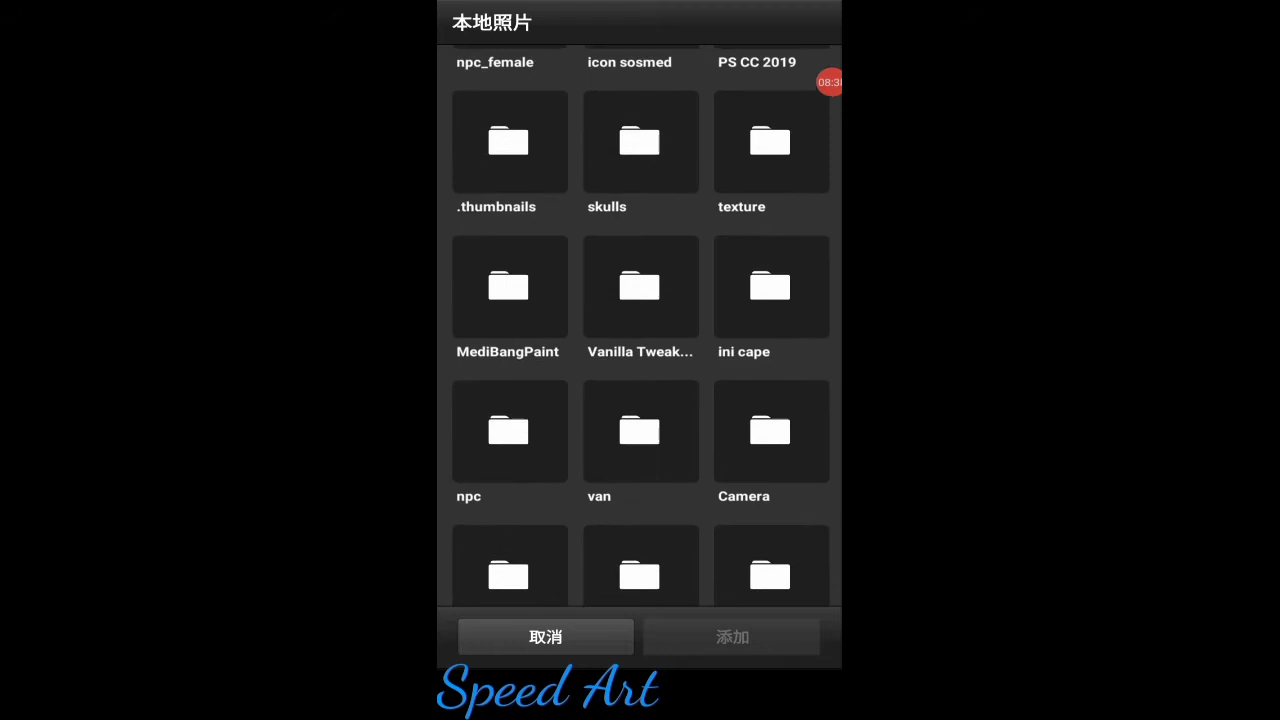 本地照片
npc_female icon sosmed PS CC 2019
.thumbnails skulls texture
MediBangPaint Vanilla Tweak... ini cape
npc van Camera
取消 添加
Speed Art